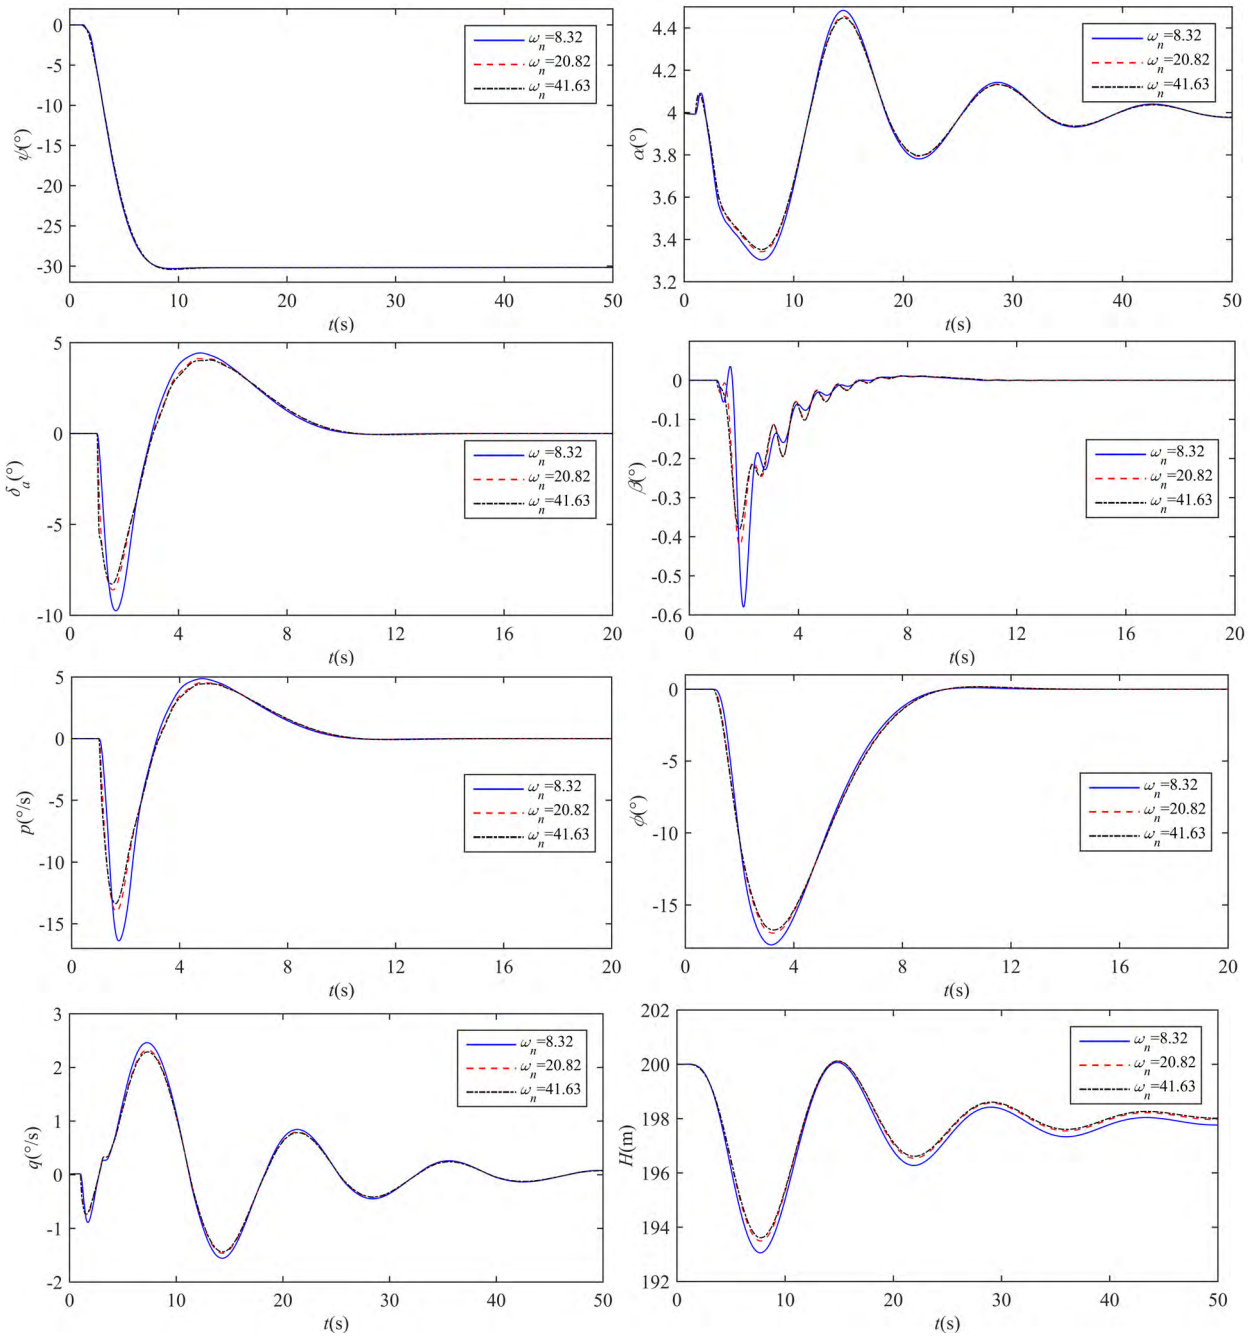 0
-5
-10
-15
-20
-25
-30
ψ(°)
ω_n=8.32
ω_n=20.82
ω_n=41.63
0 10 20 30 40 50
t(s)
4.4
4.2
4
3.8
3.6
3.4
3.2
α(°)
ω_n=8.32
ω_n=20.82
ω_n=41.63
0 10 20 30 40 50
t(s)
5
0
-5
-10
δ_a(°)
ω_n=8.32
ω_n=20.82
ω_n=41.63
0 4 8 12 16 20
t(s)
0
-0.1
-0.2
-0.3
-0.4
-0.5
-0.6
β(°)
ω_n=8.32
ω_n=20.82
ω_n=41.63
0 4 8 12 16 20
t(s)
5
0
-5
-10
-15
p(°/s)
ω_n=8.32
ω_n=20.82
ω_n=41.63
0 4 8 12 16 20
t(s)
0
-5
-10
-15
ϕ(°)
ω_n=8.32
ω_n=20.82
ω_n=41.63
0 4 8 12 16 20
t(s)
3
2
1
0
-1
-2
q(°/s)
ω_n=8.32
ω_n=20.82
ω_n=41.63
0 10 20 30 40 50
t(s)
202
200
198
196
194
192
H(m)
ω_n=8.32
ω_n=20.82
ω_n=41.63
0 10 20 30 40 50
t(s)